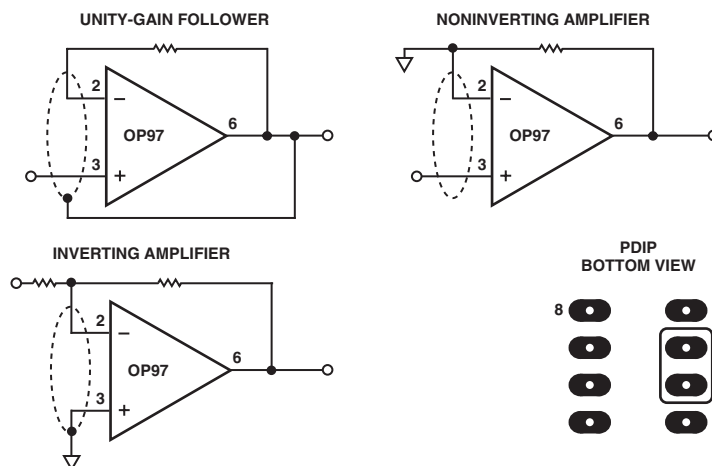 UNITY-GAIN FOLLOWER
2
−
OP97
6
3
+
NONINVERTING AMPLIFIER
2
−
OP97
6
3
+
INVERTING AMPLIFIER
2
−
OP97
6
3
+
PDIP
BOTTOM VIEW
8